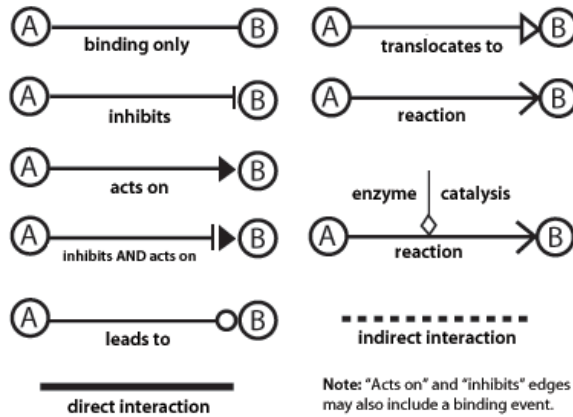 A B
binding only
A B
translocates to
A B
inhibits
A B
reaction
A B
acts on
enzyme catalysis
A B
inhibits AND acts on
A B
reaction
A B
leads to
indirect interaction
direct interaction
Note: "Acts on" and "inhibits" edges
may also include a binding event.